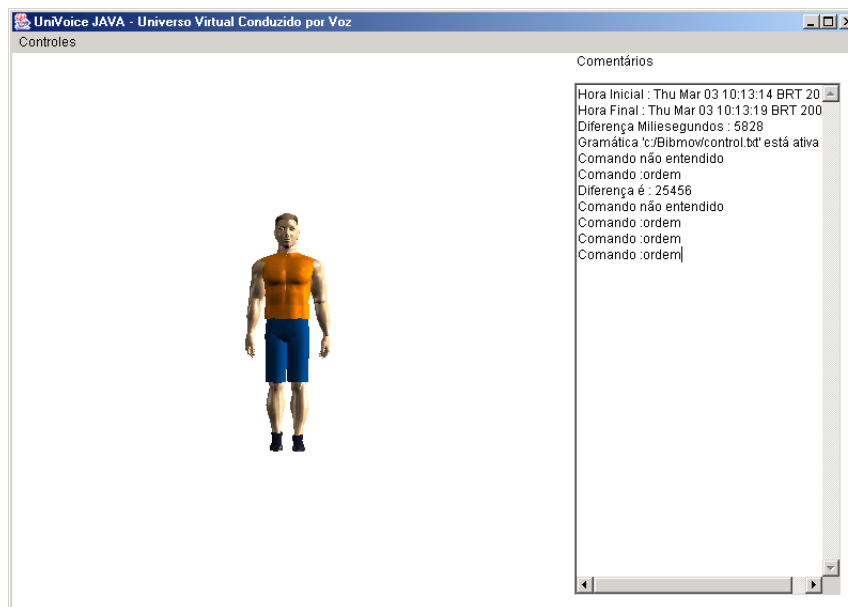 UniVoice JAVA - Universo Virtual Conduzido por Voz
Controles
Comentários
Hora Inicial : Thu Mar 03 10:13:14 BRT 20
Hora Final : Thu Mar 03 10:13:19 BRT 200
Diferença Miliesegundos : 5828
Gramática 'c:/Bibmov/control.txt' está ativa
Comando não entendido
Comando :ordem
Diferença é : 25456
Comando não entendido
Comando :ordem
Comando :ordem
Comando :ordem